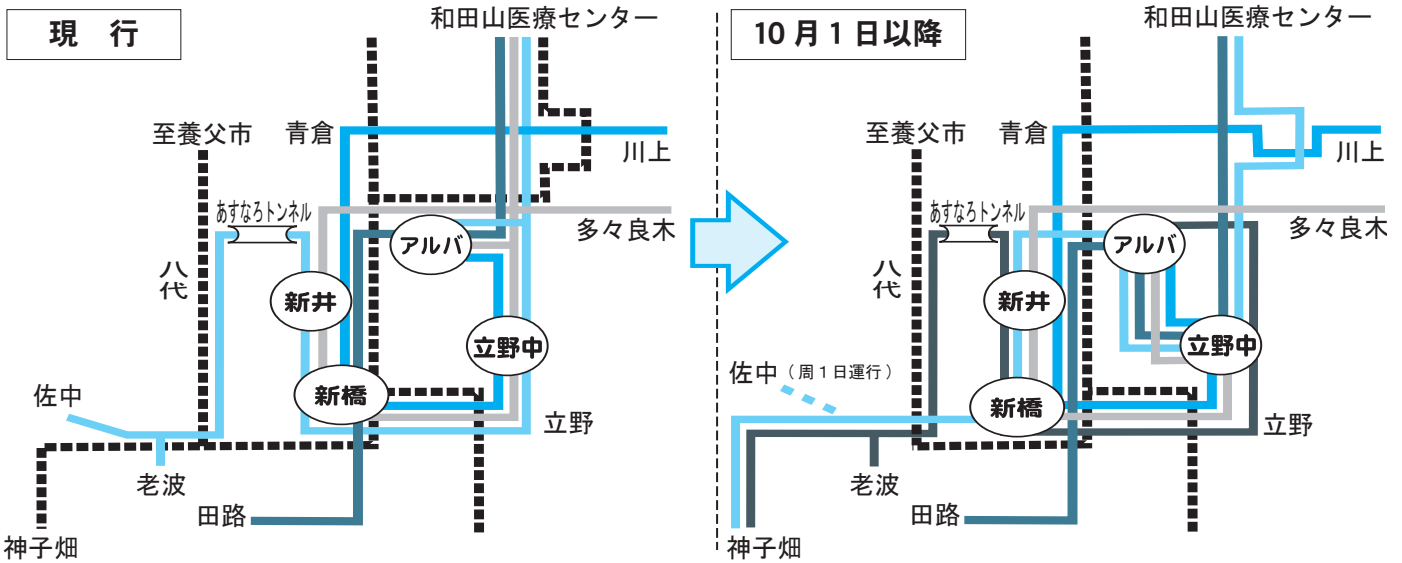 現 行
和田山医療センター
至養父市
青倉
川上
あすなろトンネル
多々良木
アルバ
八代
新井
立野中
新橋
佐中
立野
老波
田路
神子畑
10月1日以降
和田山医療センター
至養父市
青倉
川上
あすなろトンネル
多々良木
アルバ
八代
新井
立野中
佐中（周1日運行）
新橋
立野
老波
田路
神子畑